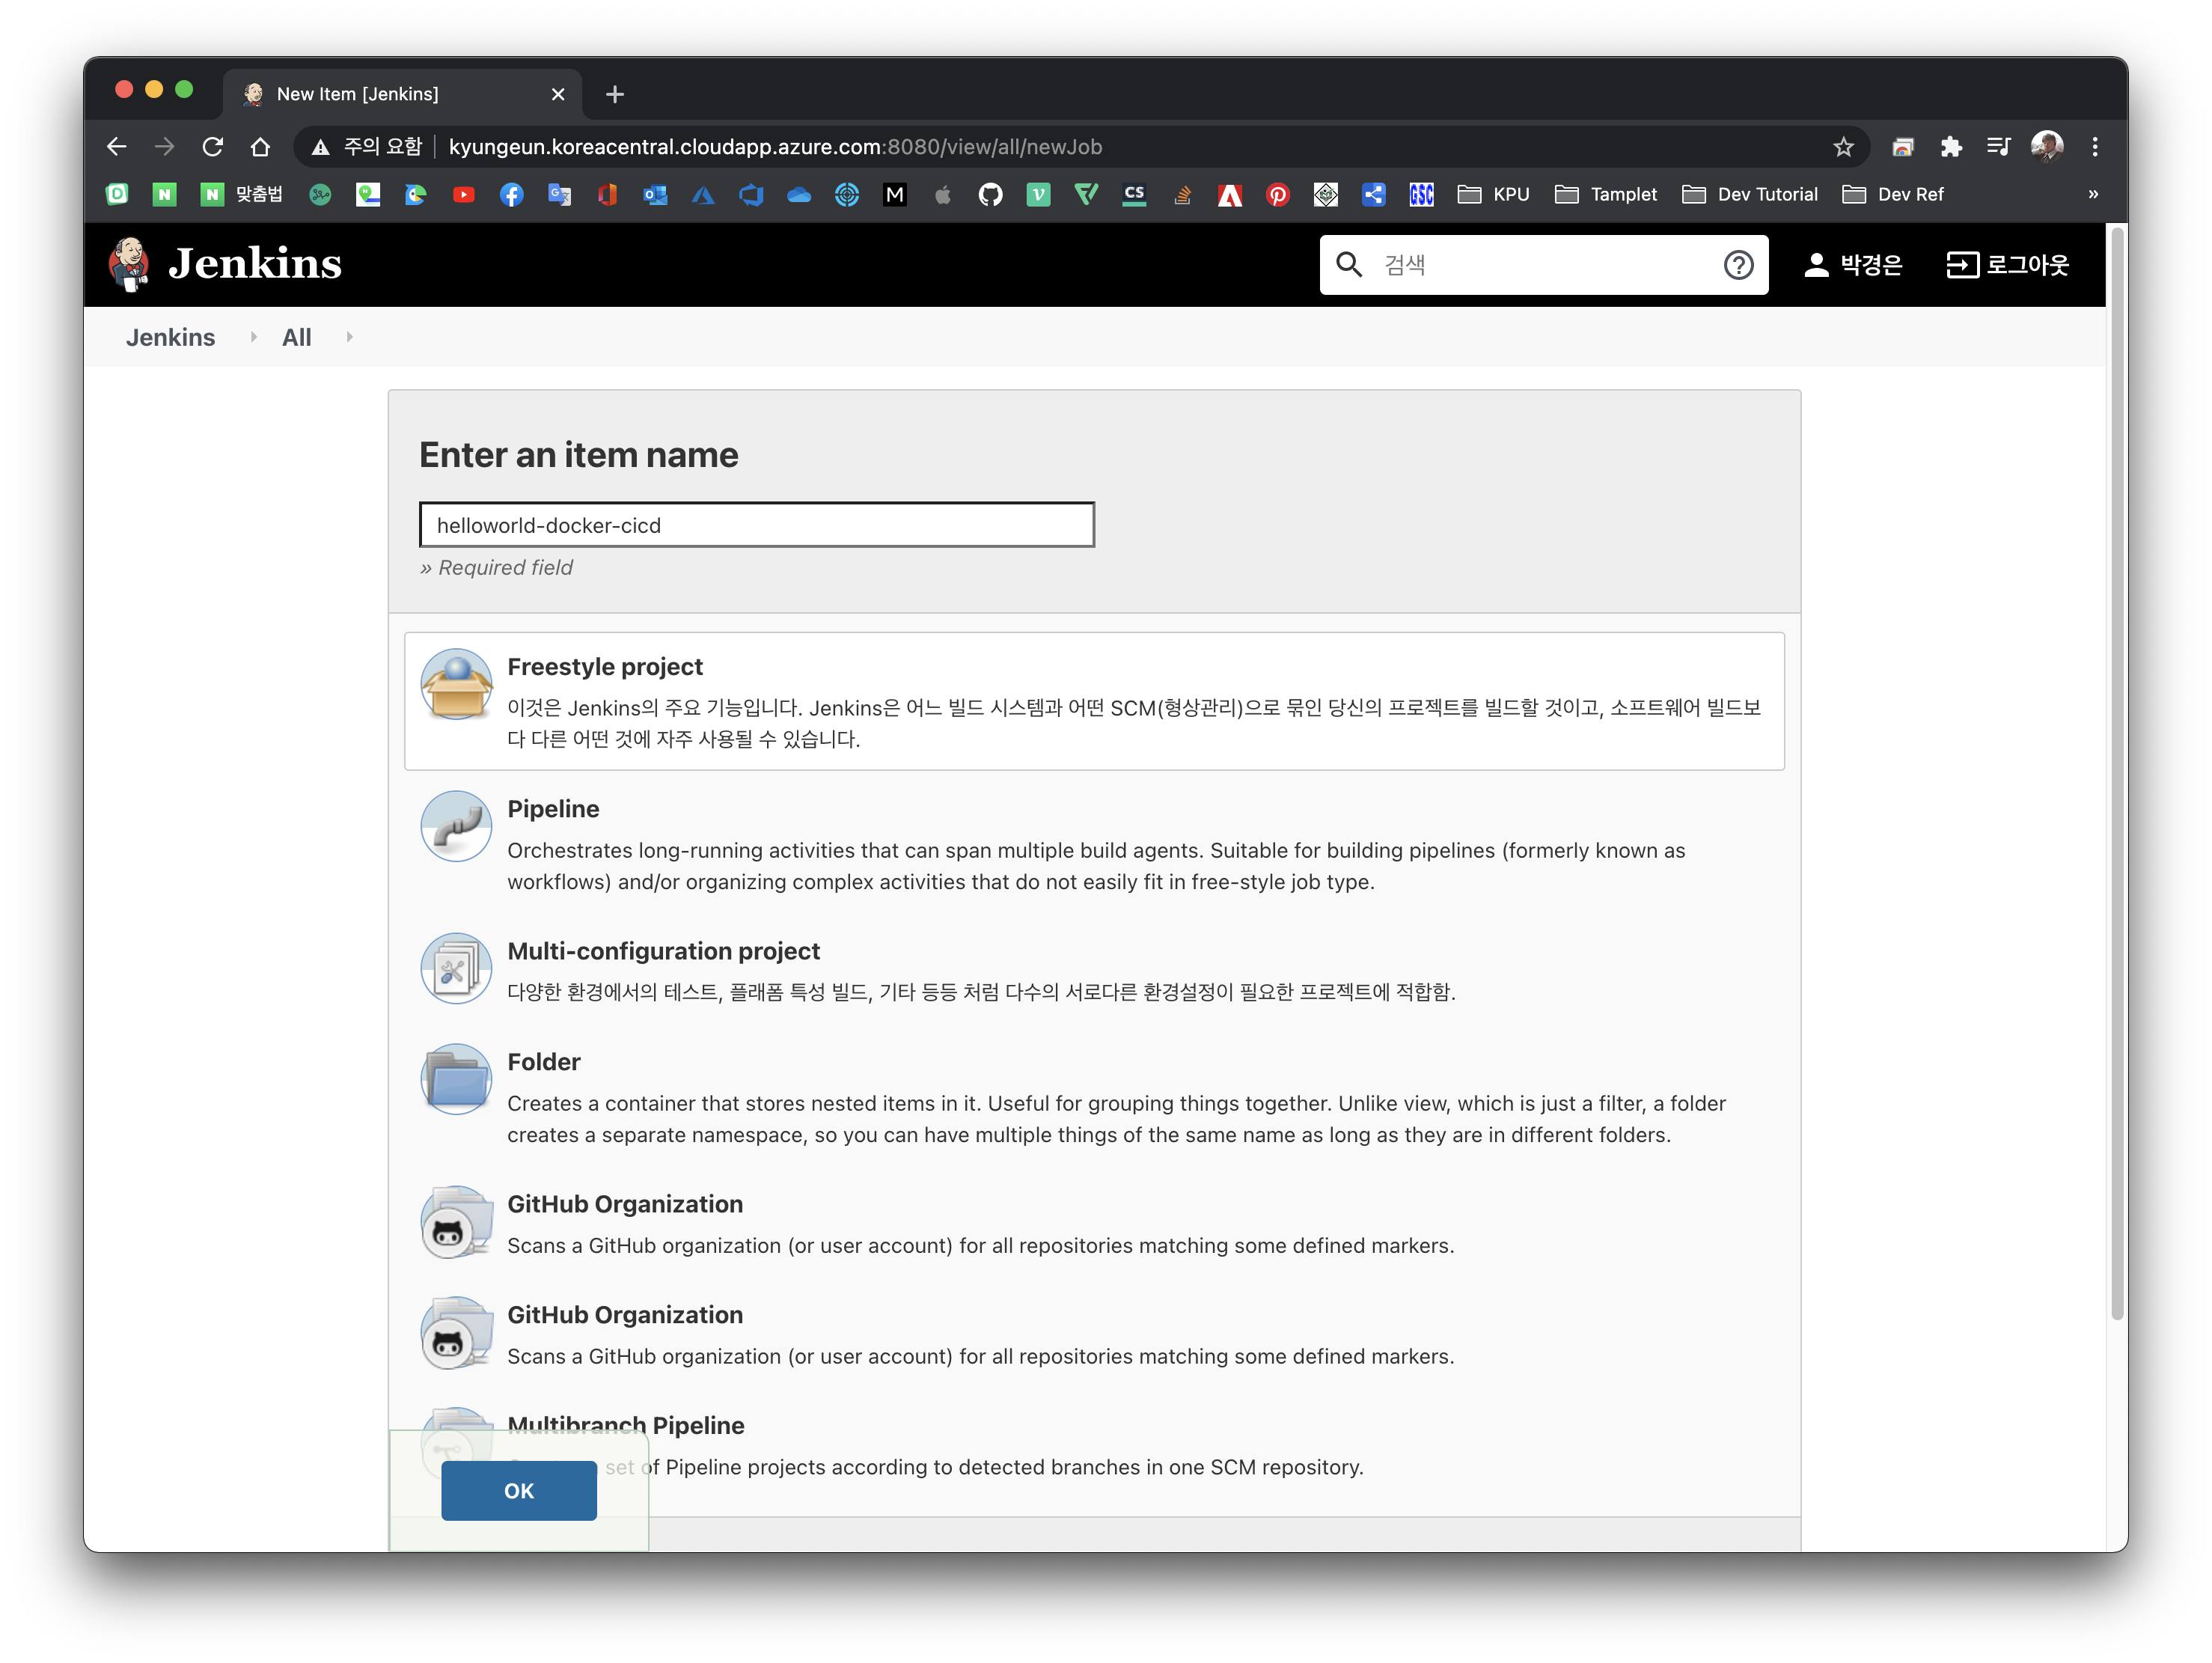 New Item [Jenkins]
주의 요함 kyungeun.koreacentral.cloudapp.azure.com:8080/view/all/newJob
맞춤법 M CS GSC KPU Tamplet Dev Tutorial Dev Ref »
Jenkins 검색 박경은 로그아웃
Jenkins All
Enter an item name
helloworld-docker-cicd
» Required field
Freestyle project
이것은 Jenkins의 주요 기능입니다. Jenkins은 어느 빌드 시스템과 어떤 SCM(형상관리)으로 묶인 당신의 프로젝트를 빌드할 것이고, 소프트웨어 빌드보
다 다른 어떤 것에 자주 사용될 수 있습니다.
Pipeline
Orchestrates long-running activities that can span multiple build agents. Suitable for building pipelines (formerly known as
workflows) and/or organizing complex activities that do not easily fit in free-style job type.
Multi-configuration project
다양한 환경에서의 테스트, 플래폼 특성 빌드, 기타 등등 처럼 다수의 서로다른 환경설정이 필요한 프로젝트에 적합함.
Folder
Creates a container that stores nested items in it. Useful for grouping things together. Unlike view, which is just a filter, a folder
creates a separate namespace, so you can have multiple things of the same name as long as they are in different folders.
GitHub Organization
Scans a GitHub organization (or user account) for all repositories matching some defined markers.
GitHub Organization
Scans a GitHub organization (or user account) for all repositories matching some defined markers.
Multibranch Pipeline
set of Pipeline projects according to detected branches in one SCM repository.
OK